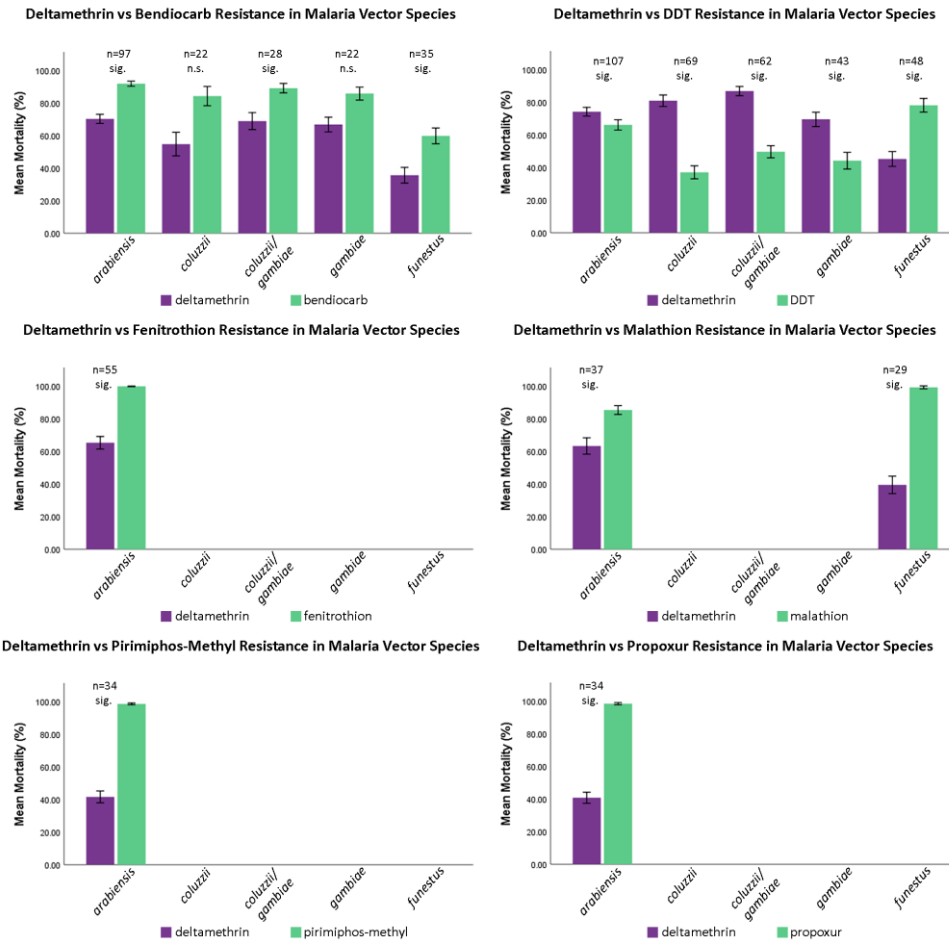 Deltamethrin vs Bendiocarb Resistance in Malaria Vector Species
n=97 n=22 n=28 n=22 n=35
sig. n.s. sig. n.s. sig.
100.00
80.00
60.00
40.00
20.00
0.00
Mean Mortality (%)
arabiensis
coluzzii
coluzzii/
gambiae
gambiae
funestus
deltamethrin bendiocarb
Deltamethrin vs DDT Resistance in Malaria Vector Species
n=107 n=69 n=62 n=43 n=48
sig. sig. sig. sig. sig.
100.00
80.00
60.00
40.00
20.00
0.00
Mean Mortality (%)
arabiensis
coluzzii
coluzzii/
gambiae
gambiae
funestus
deltamethrin DDT
Deltamethrin vs Fenitrothion Resistance in Malaria Vector Species
n=55
sig.
100.00
80.00
60.00
40.00
20.00
0.00
Mean Mortality (%)
arabiensis
coluzzii
coluzzii/
gambiae
gambiae
funestus
deltamethrin fenitrothion
Deltamethrin vs Malathion Resistance in Malaria Vector Species
n=37 n=29
sig. sig.
100.00
80.00
60.00
40.00
20.00
0.00
Mean Mortality (%)
arabiensis
coluzzii
coluzzii/
gambiae
gambiae
funestus
deltamethrin malathion
Deltamethrin vs Pirimiphos-Methyl Resistance in Malaria Vector Species
n=34
sig.
100.00
80.00
60.00
40.00
20.00
0.00
Mean Mortality (%)
arabiensis
coluzzii
coluzzii/
gambiae
gambiae
funestus
deltamethrin pirimiphos-methyl
Deltamethrin vs Propoxur Resistance in Malaria Vector Species
n=34
sig.
100.00
80.00
60.00
40.00
20.00
0.00
Mean Mortality (%)
arabiensis
coluzzii
coluzzii/
gambiae
gambiae
funestus
deltamethrin propoxur